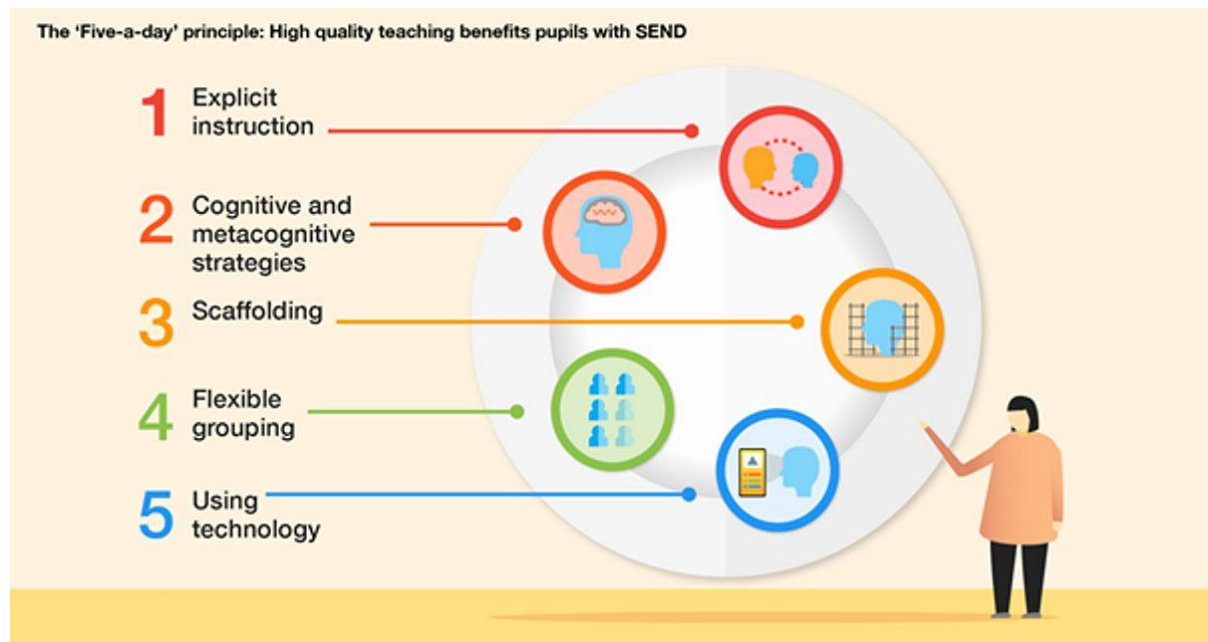 The ‘Five-a-day’ principle: High quality teaching benefits pupils with SEND
1
Explicit
instruction
2
Cognitive and
metacognitive
strategies
3
Scaffolding
4
Flexible
grouping
5
Using
technology